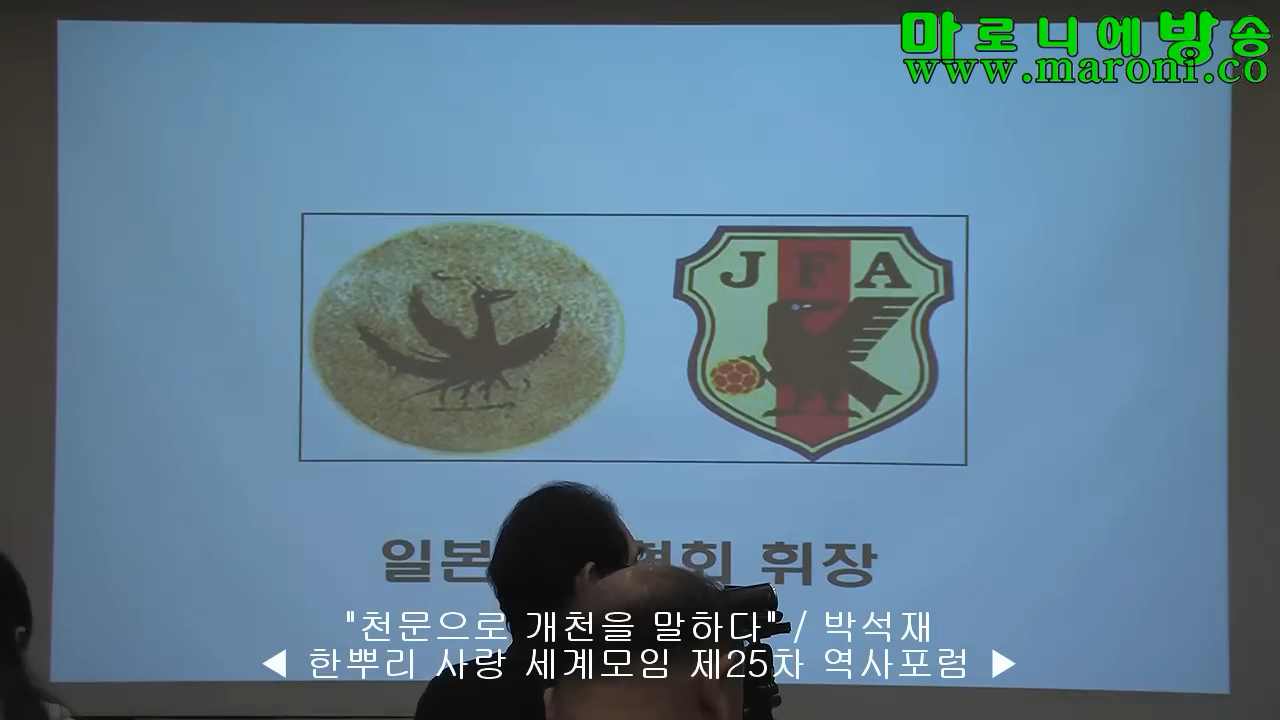 마로니에방송
www.maroni.co
J F A
일본 협회 휘장
"천문으로 개천을 말하다" / 박석재
◀ 한뿌리 사랑 세계모임 제25차 역사포럼 ▶